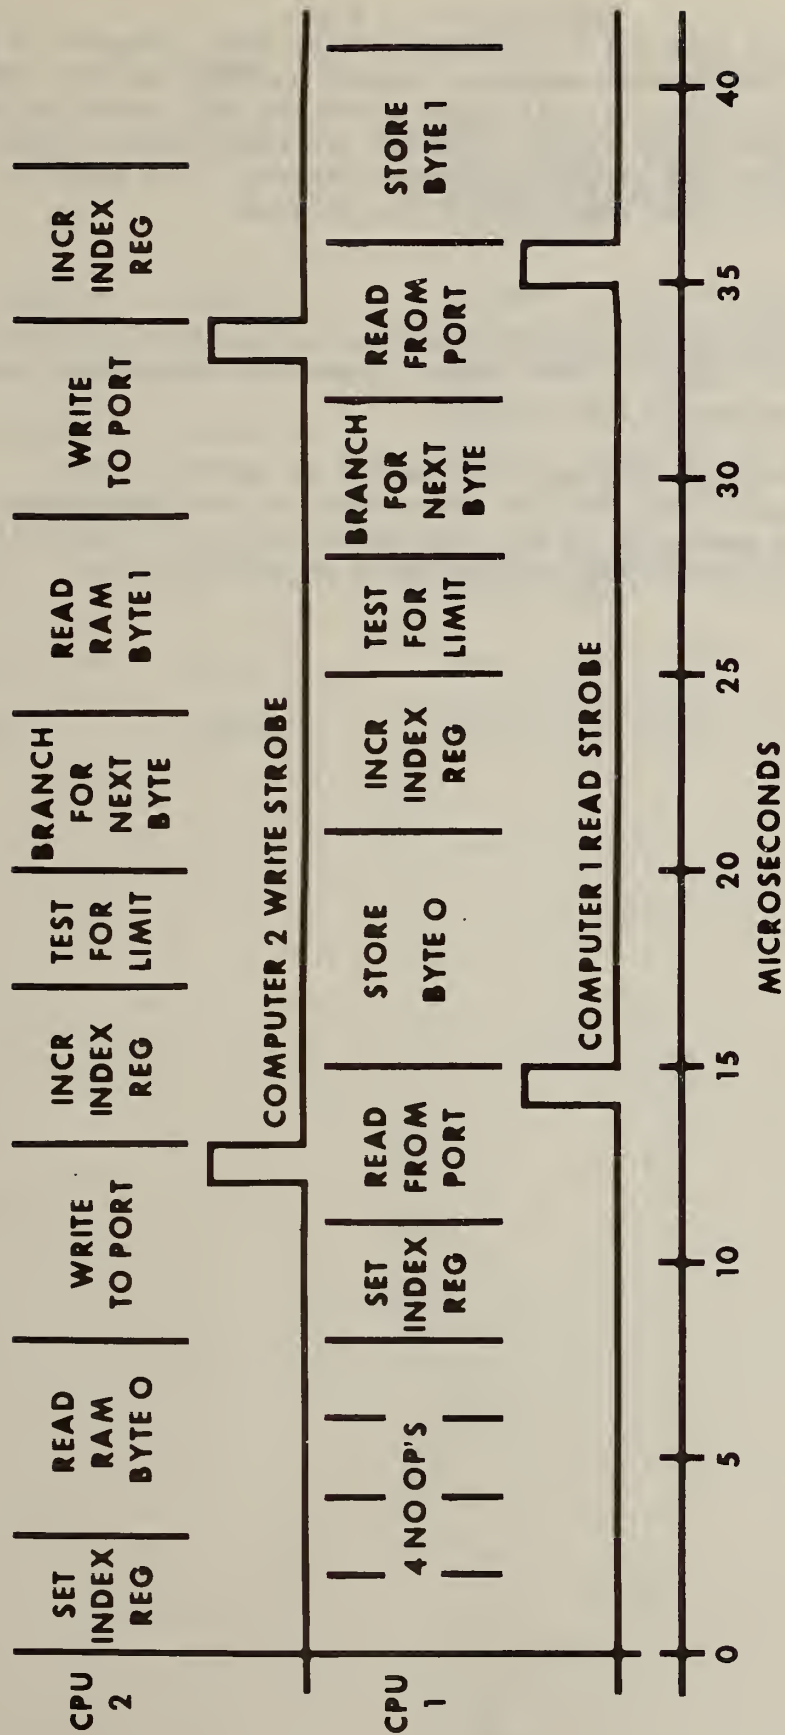 CPU
2
SET
INDEX
REG
READ
RAM
BYTE 0
WRITE
TO PORT
INCR
INDEX
REG
TEST
FOR
LIMIT
BRANCH
FOR
NEXT
BYTE
READ
RAM
BYTE 1
WRITE
TO PORT
INCR
INDEX
REG
COMPUTER 2 WRITE STROBE
CPU
1
4 NO OP'S
SET
INDEX
REG
READ
FROM
PORT
STORE
BYTE 0
INCR
INDEX
REG
TEST
FOR
LIMIT
BRANCH
FOR
NEXT
BYTE
READ
FROM
PORT
STORE
BYTE 1
COMPUTER 1 READ STROBE
0 5 10 15 20 25 30 35 40
MICROSECONDS